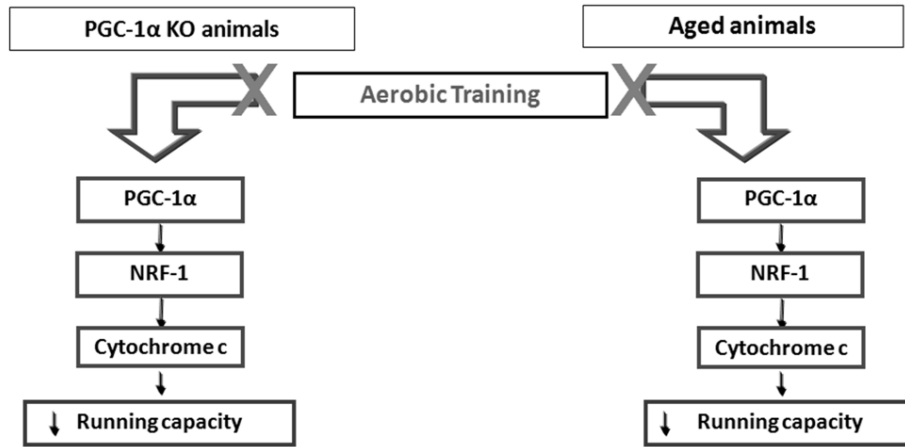 PGC-1α KO animals
Aged animals
Aerobic Training
PGC-1α
NRF-1
Cytochrome c
↓ Running capacity
PGC-1α
NRF-1
Cytochrome c
↓ Running capacity